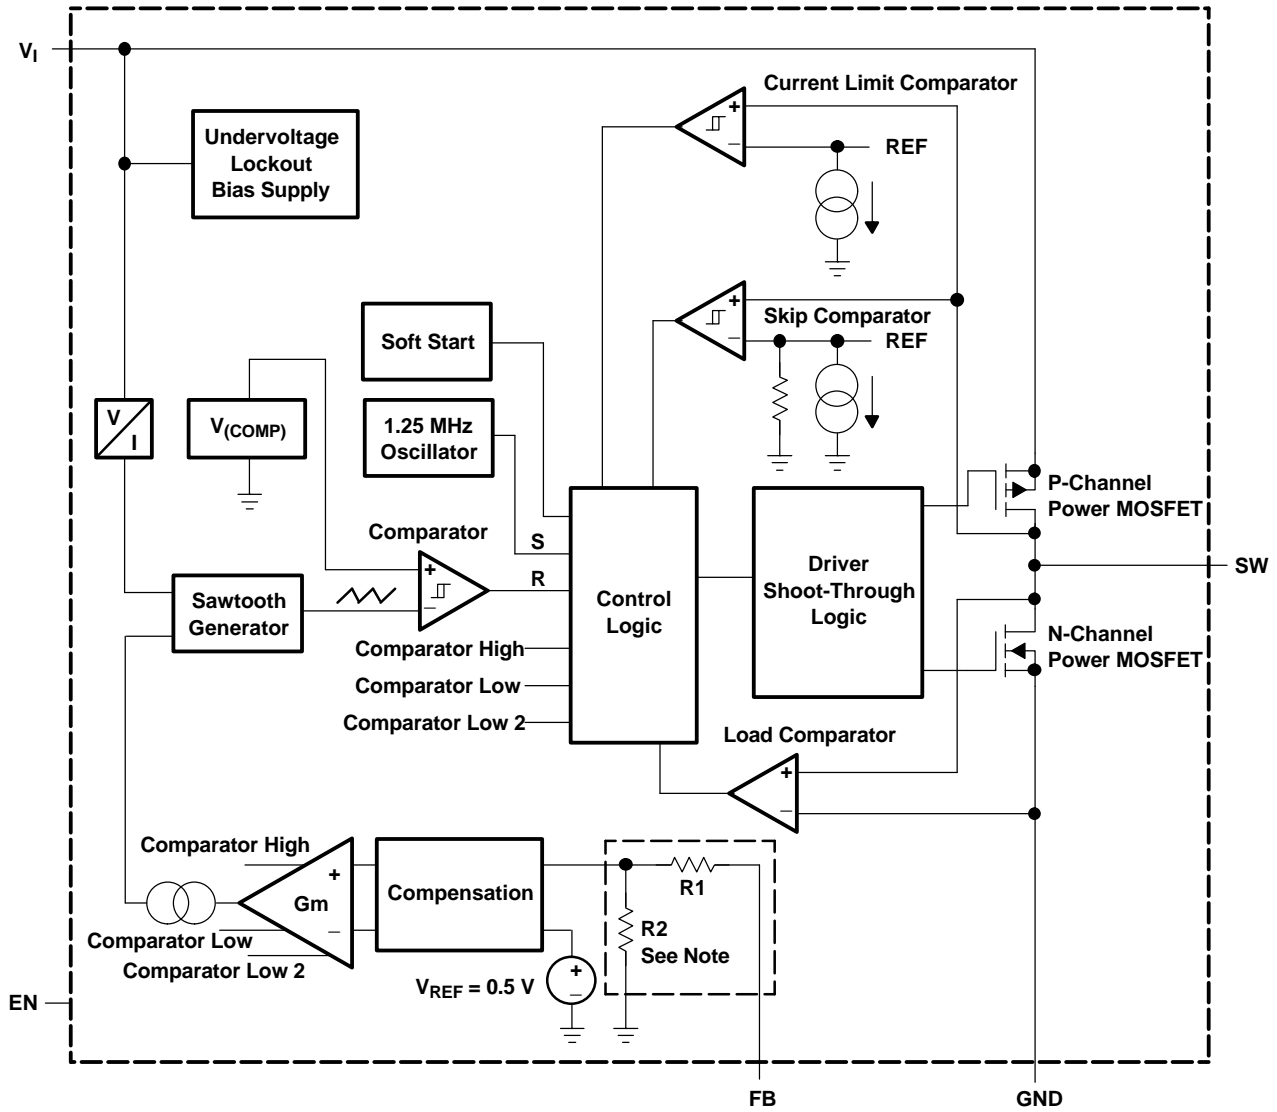 VI
Current Limit Comparator
+
−
REF
Undervoltage
Lockout
Bias Supply
Soft Start
+
−
Skip Comparator
REF
V
I
V(COMP)
1.25 MHz
Oscillator
P-Channel
Power MOSFET
Comparator
+
−
S
R
Sawtooth
Generator
Control
Logic
Driver
Shoot-Through
Logic
SW
N-Channel
Power MOSFET
Comparator High
Comparator Low
Comparator Low 2
Load Comparator
+
−
Comparator High
+
Gm
−
Comparator Low
Comparator Low 2
Compensation
R1
R2
See Note
VREF = 0.5 V
+
−
EN
FB
GND